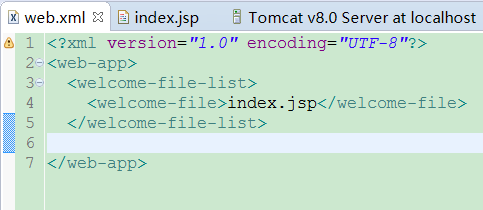 web.xml index.jsp Tomcat v8.0 Server at localhost
1 <?xml version="1.0" encoding="UTF-8"?>
2 <web-app>
3 <welcome-file-list>
4 <welcome-file>index.jsp</welcome-file>
5 </welcome-file-list>
6
7 </web-app>